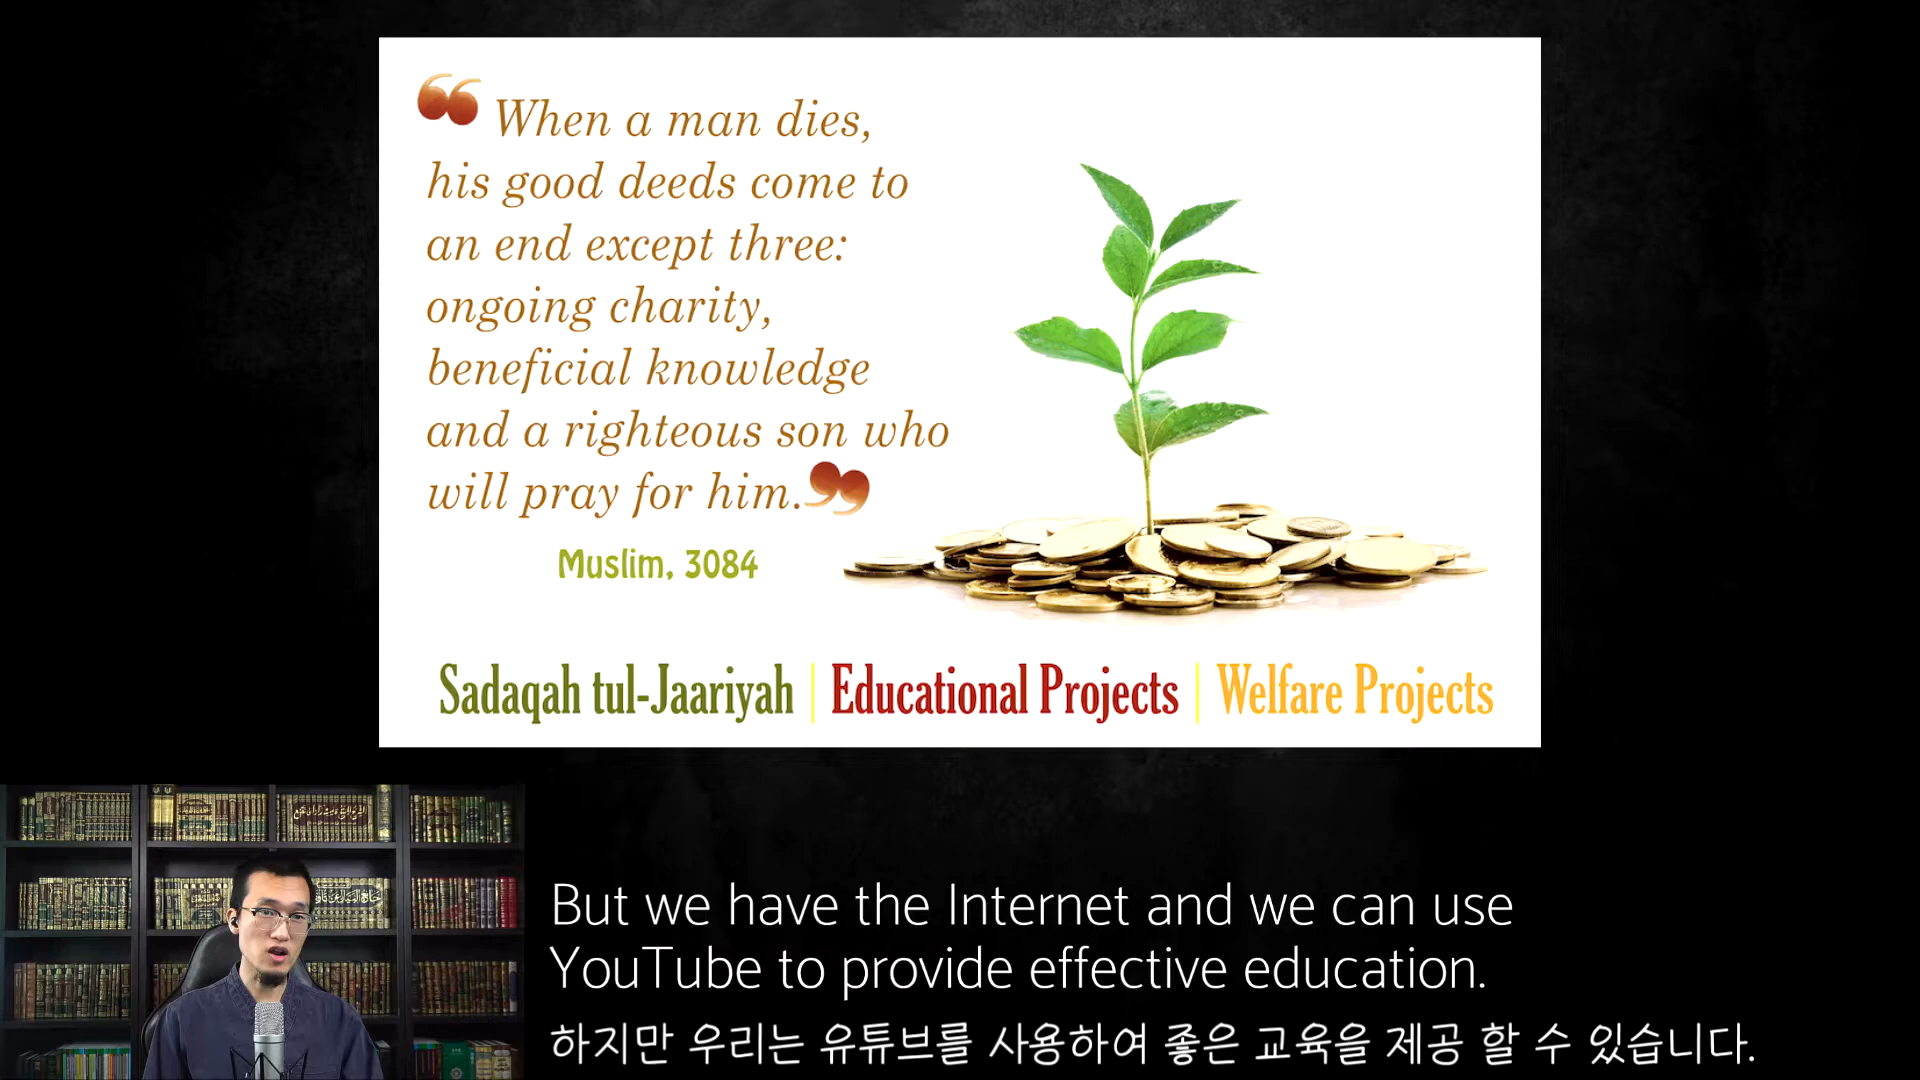 “ When a man dies,
his good deeds come to
an end except three:
ongoing charity,
beneficial knowledge
and a righteous son who
will pray for him.”
Muslim, 3084
Sadaqah tul-Jaariyah | Educational Projects | Welfare Projects
But we have the Internet and we can use
YouTube to provide effective education.
하지만 우리는 유튜브를 사용하여 좋은 교육을 제공 할 수 있습니다.